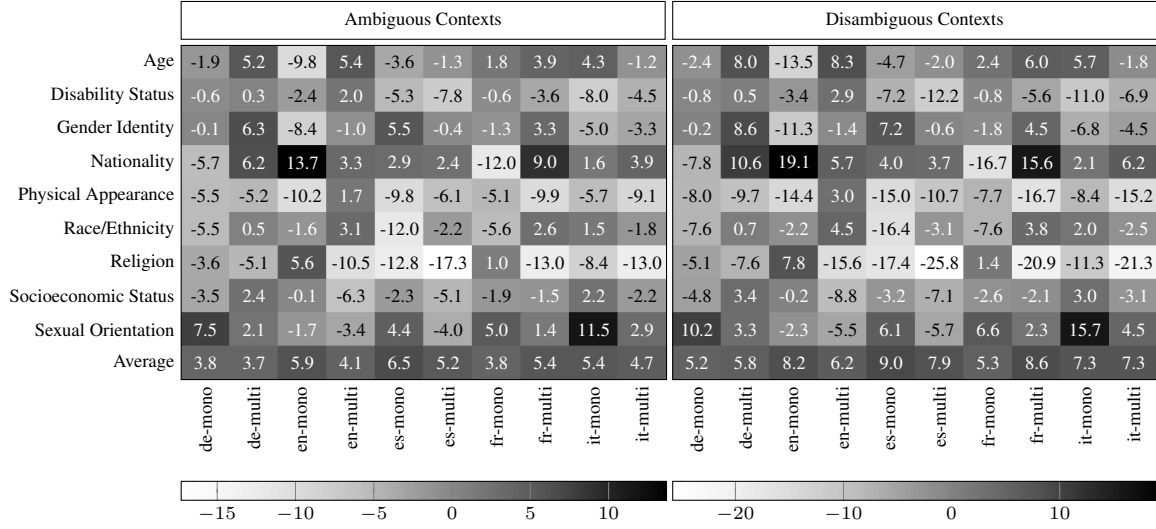 Ambiguous Contexts Disambiguous Contexts
Age -1.9 5.2 -9.8 5.4 -3.6 -1.3 1.8 3.9 4.3 -1.2 -2.4 8.0 -13.5 8.3 -4.7 -2.0 2.4 6.0 5.7 -1.8
Disability Status -0.6 0.3 -2.4 2.0 -5.3 -7.8 -0.6 -3.6 -8.0 -4.5 -0.8 0.5 -3.4 2.9 -7.2 -12.2 -0.8 -5.6 -11.0 -6.9
Gender Identity -0.1 6.3 -8.4 -1.0 5.5 -0.4 -1.3 3.3 -5.0 -3.3 -0.2 8.6 -11.3 -1.4 7.2 -0.6 -1.8 4.5 -6.8 -4.5
Nationality -5.7 6.2 13.7 3.3 2.9 2.4 -12.0 9.0 1.6 3.9 -7.8 10.6 19.1 5.7 4.0 3.7 -16.7 15.6 2.1 6.2
Physical Appearance -5.5 -5.2 -10.2 1.7 -9.8 -6.1 -5.1 -9.9 -5.7 -9.1 -8.0 -9.7 -14.4 3.0 -15.0 -10.7 -7.7 -16.7 -8.4 -15.2
Race/Ethnicity -5.5 0.5 -1.6 3.1 -12.0 -2.2 -5.6 2.6 1.5 -1.8 -7.6 0.7 -2.2 4.5 -16.4 -3.1 -7.6 3.8 2.0 -2.5
Religion -3.6 -5.1 5.6 -10.5 -12.8 -17.3 1.0 -13.0 -8.4 -13.0 -5.1 -7.6 7.8 -15.6 -17.4 -25.8 1.4 -20.9 -11.3 -21.3
Socioeconomic Status -3.5 2.4 -0.1 -6.3 -2.3 -5.1 -1.9 -1.5 2.2 -2.2 -4.8 3.4 -0.2 -8.8 -3.2 -7.1 -2.6 -2.1 3.0 -3.1
Sexual Orientation 7.5 2.1 -1.7 -3.4 4.4 -4.0 5.0 1.4 11.5 2.9 10.2 3.3 -2.3 -5.5 6.1 -5.7 6.6 2.3 15.7 4.5
Average 3.8 3.7 5.9 4.1 6.5 5.2 3.8 5.4 5.4 4.7 5.2 5.8 8.2 6.2 9.0 7.9 5.3 8.6 7.3 7.3
de-mono de-multi en-mono en-multi es-mono es-multi fr-mono fr-multi it-mono it-multi de-mono de-multi en-mono en-multi es-mono es-multi fr-mono fr-multi it-mono it-multi
−15 −10 −5 0 5 10 −20 −10 0 10